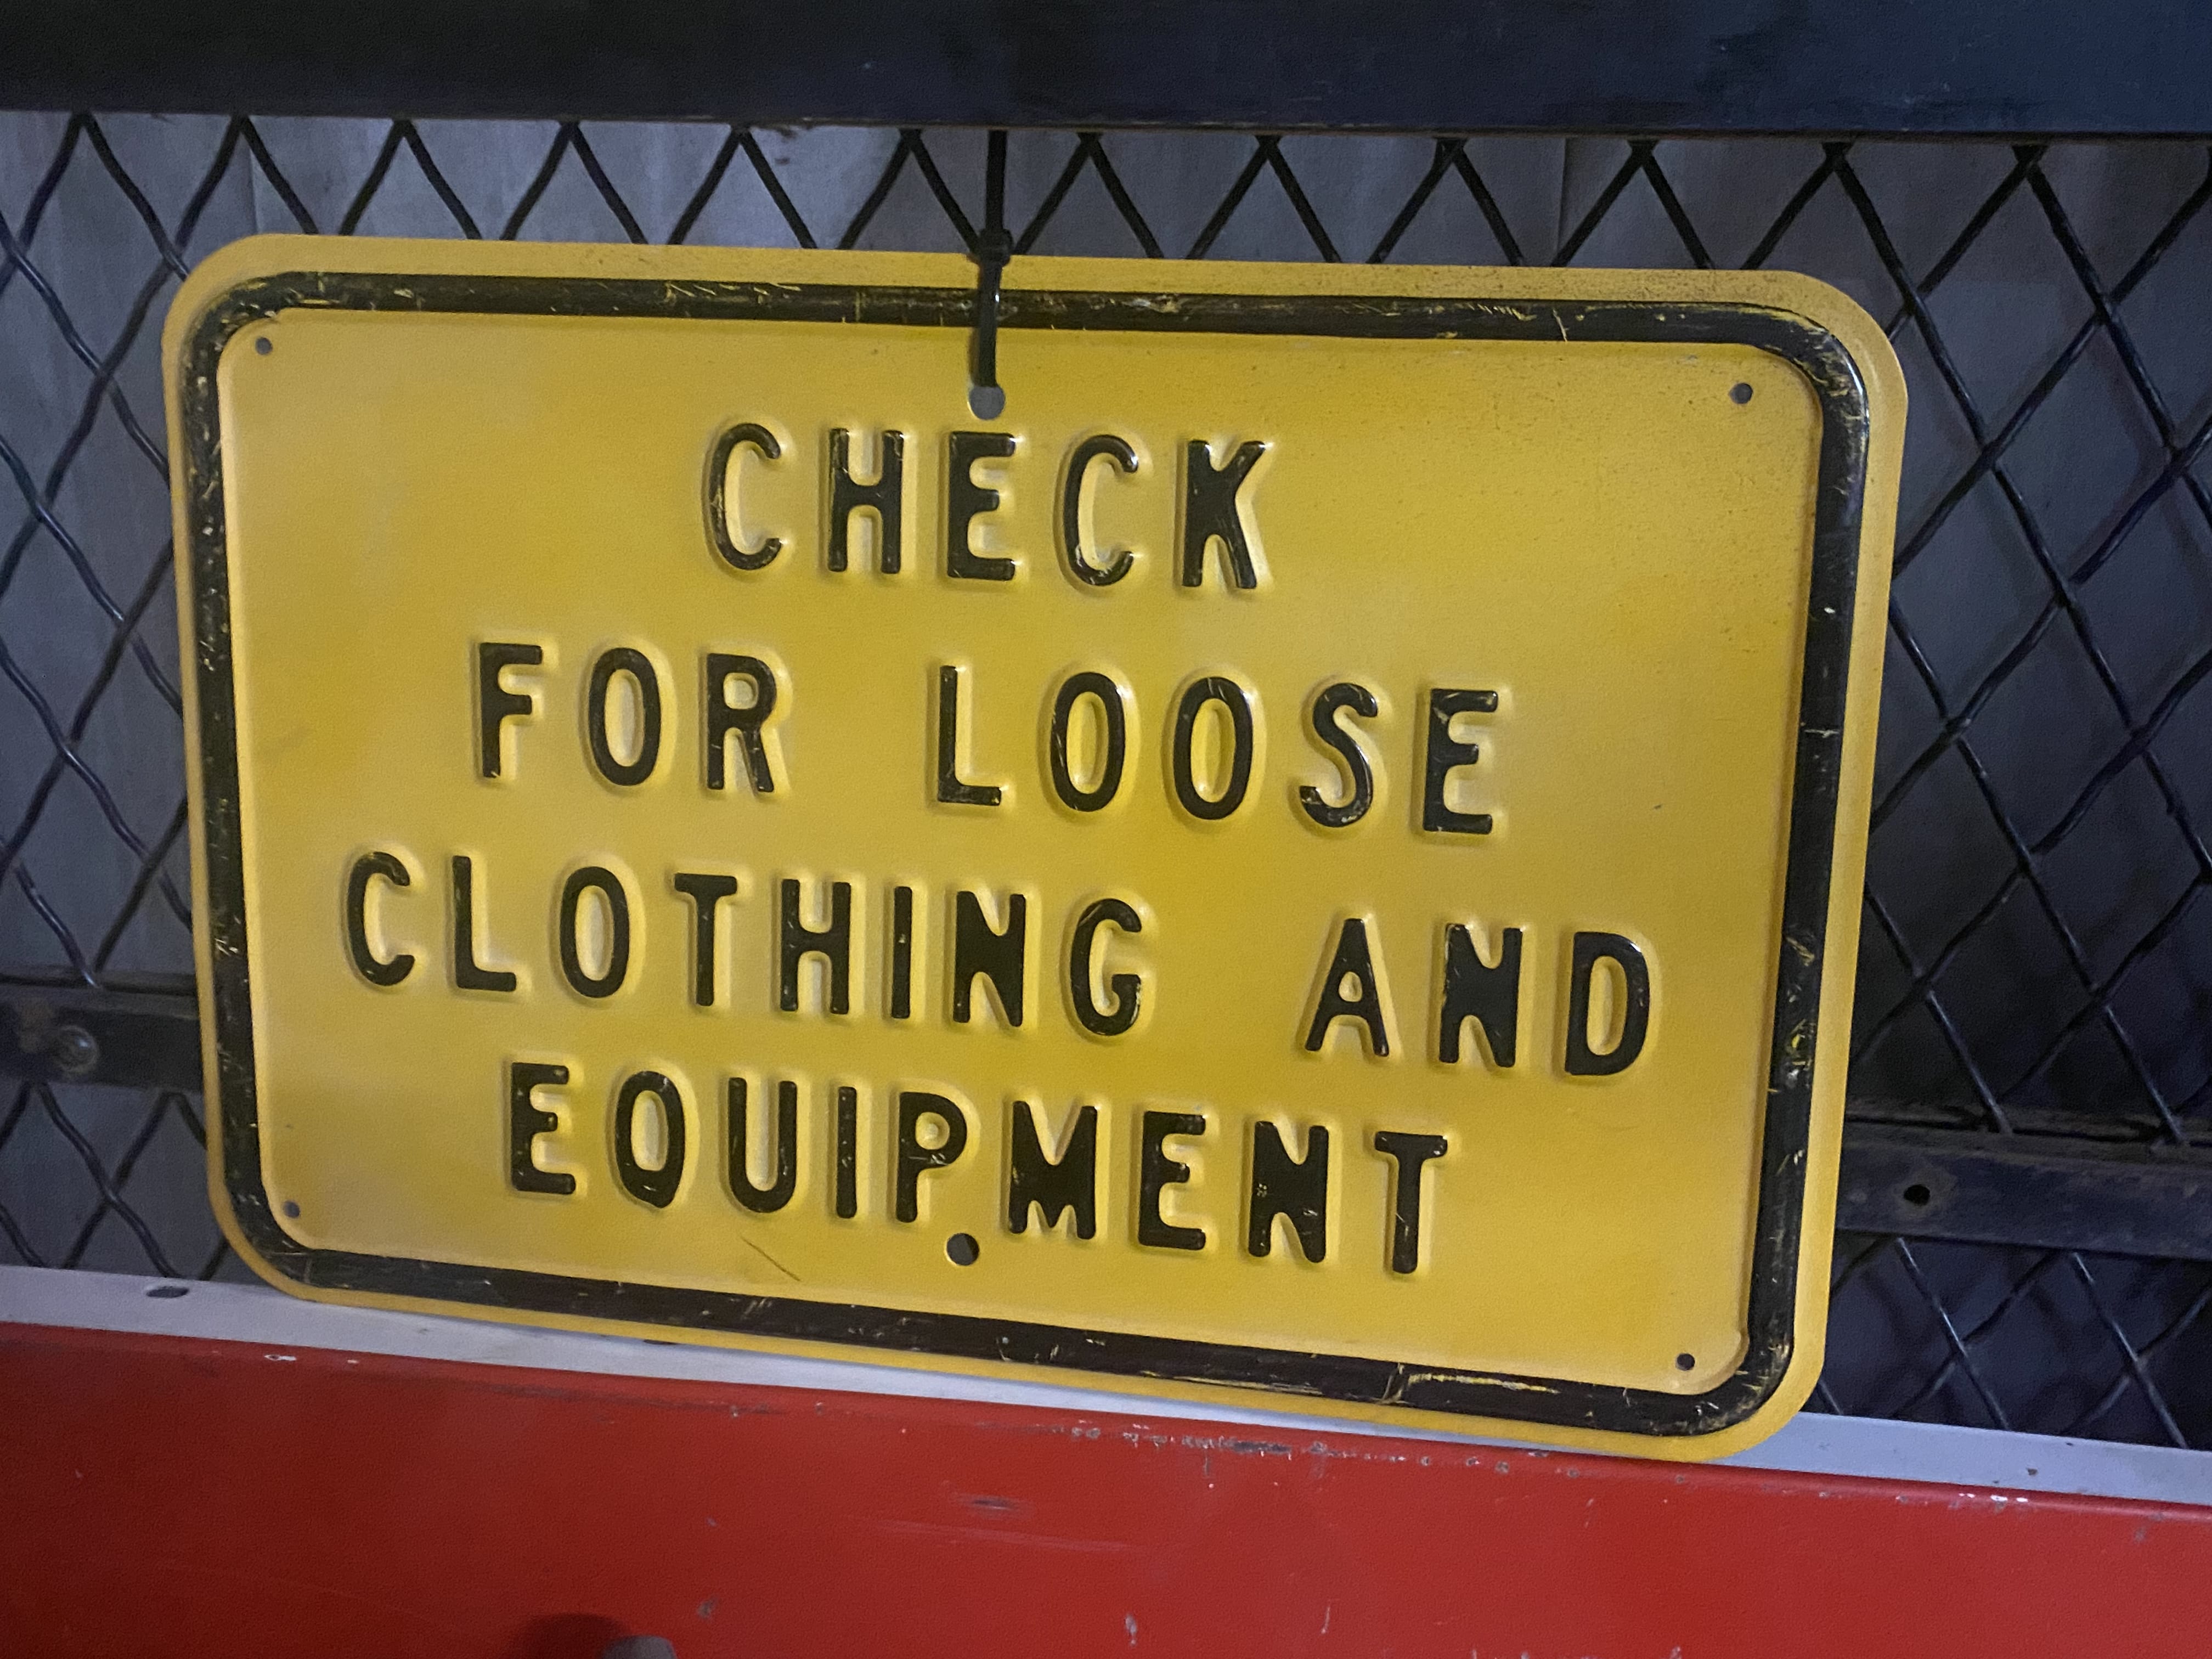 CHECK
FOR LOOSE
CLOTHING AND
EQUIPMENT